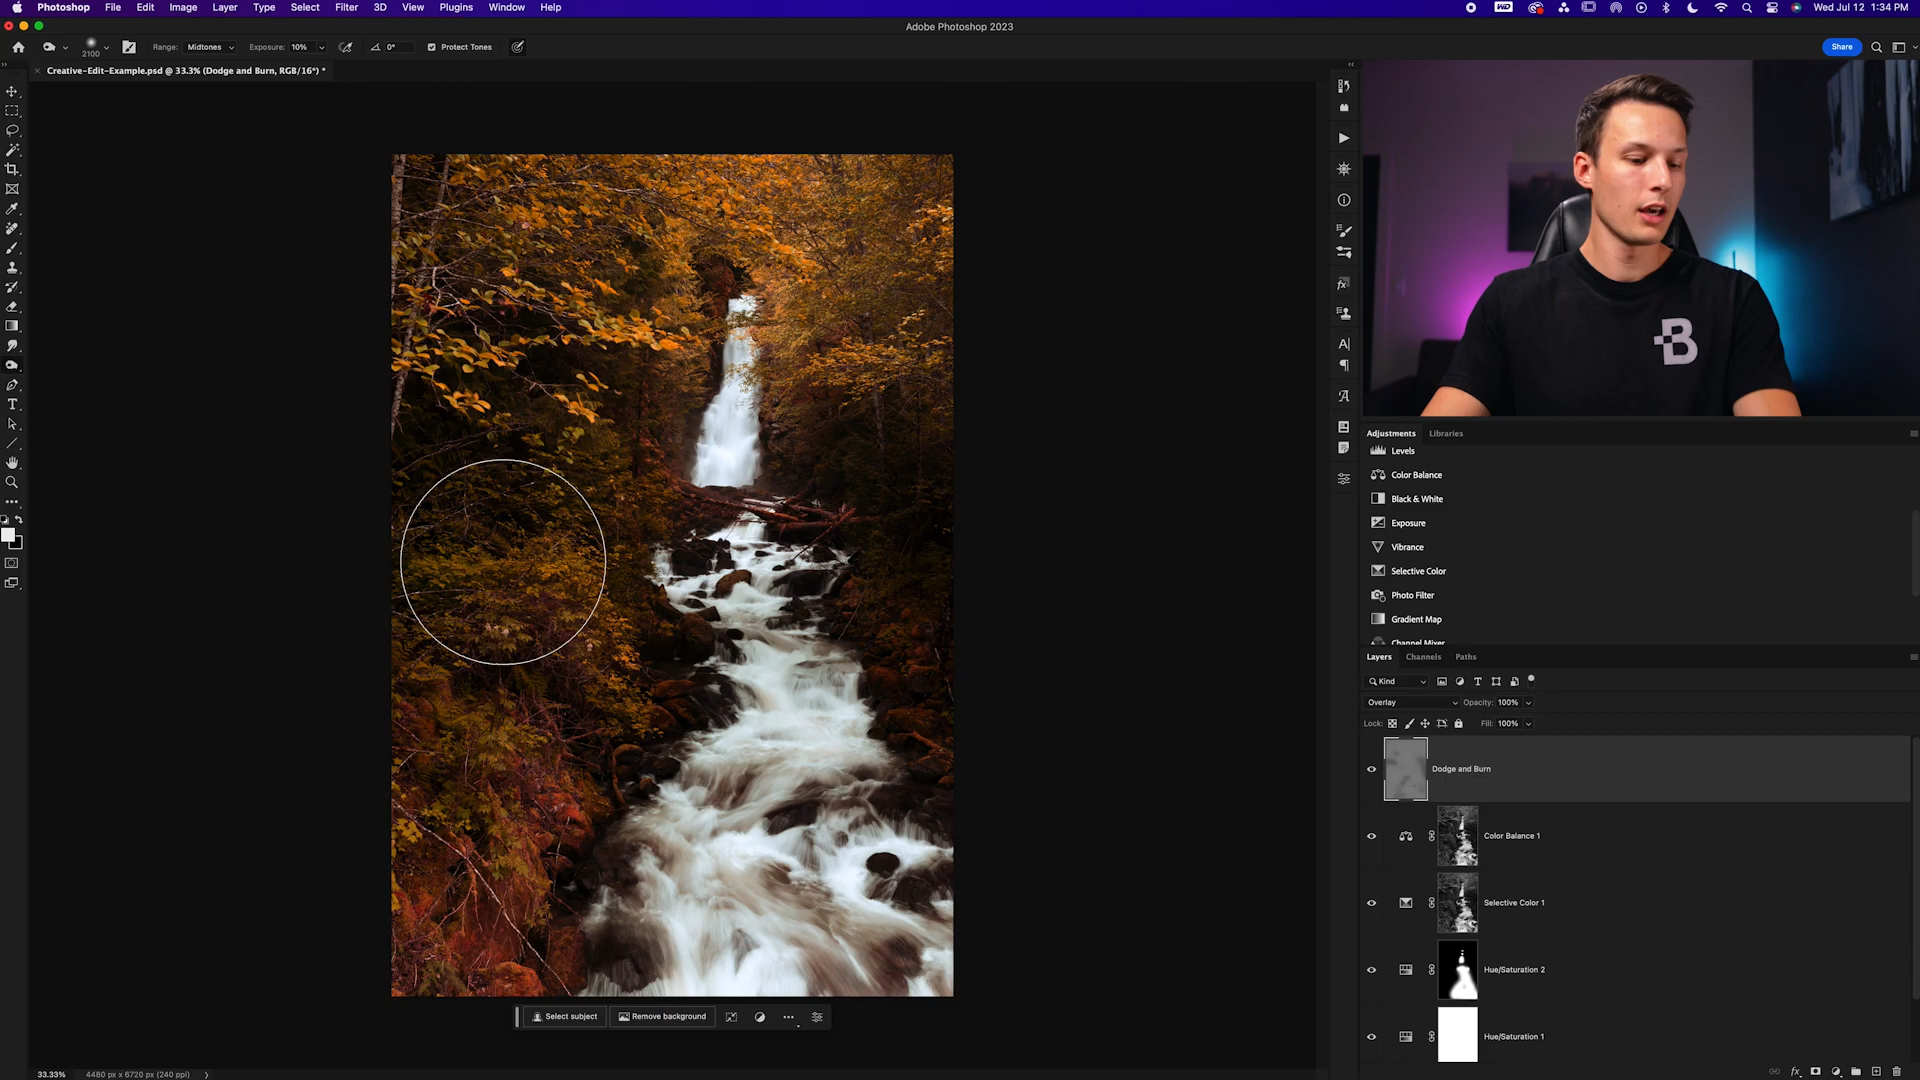 Photoshop File Edit Image Layer Type Select Filter 3D View Plugins Window Help
Wed Jul 12 1:34 PM
Adobe Photoshop 2023
2100
Range: Midtones
Exposure: 10%
0°
Protect Tones
Share
Creative-Edit-Example.psd @ 33.3% (Dodge and Burn, RGB/16*) *
B
Adjustments Libraries
Levels
Color Balance
Black & White
Exposure
Vibrance
Selective Color
Photo Filter
Gradient Map
Channel Mixer
Layers Channels Paths
Kind
Overlay Opacity: 100%
Lock: Fill: 100%
Dodge and Burn
Color Balance 1
Selective Color 1
Hue/Saturation 2
Hue/Saturation 1
Select subject
Remove background
33.33% 4480 px x 6720 px (240 ppi)